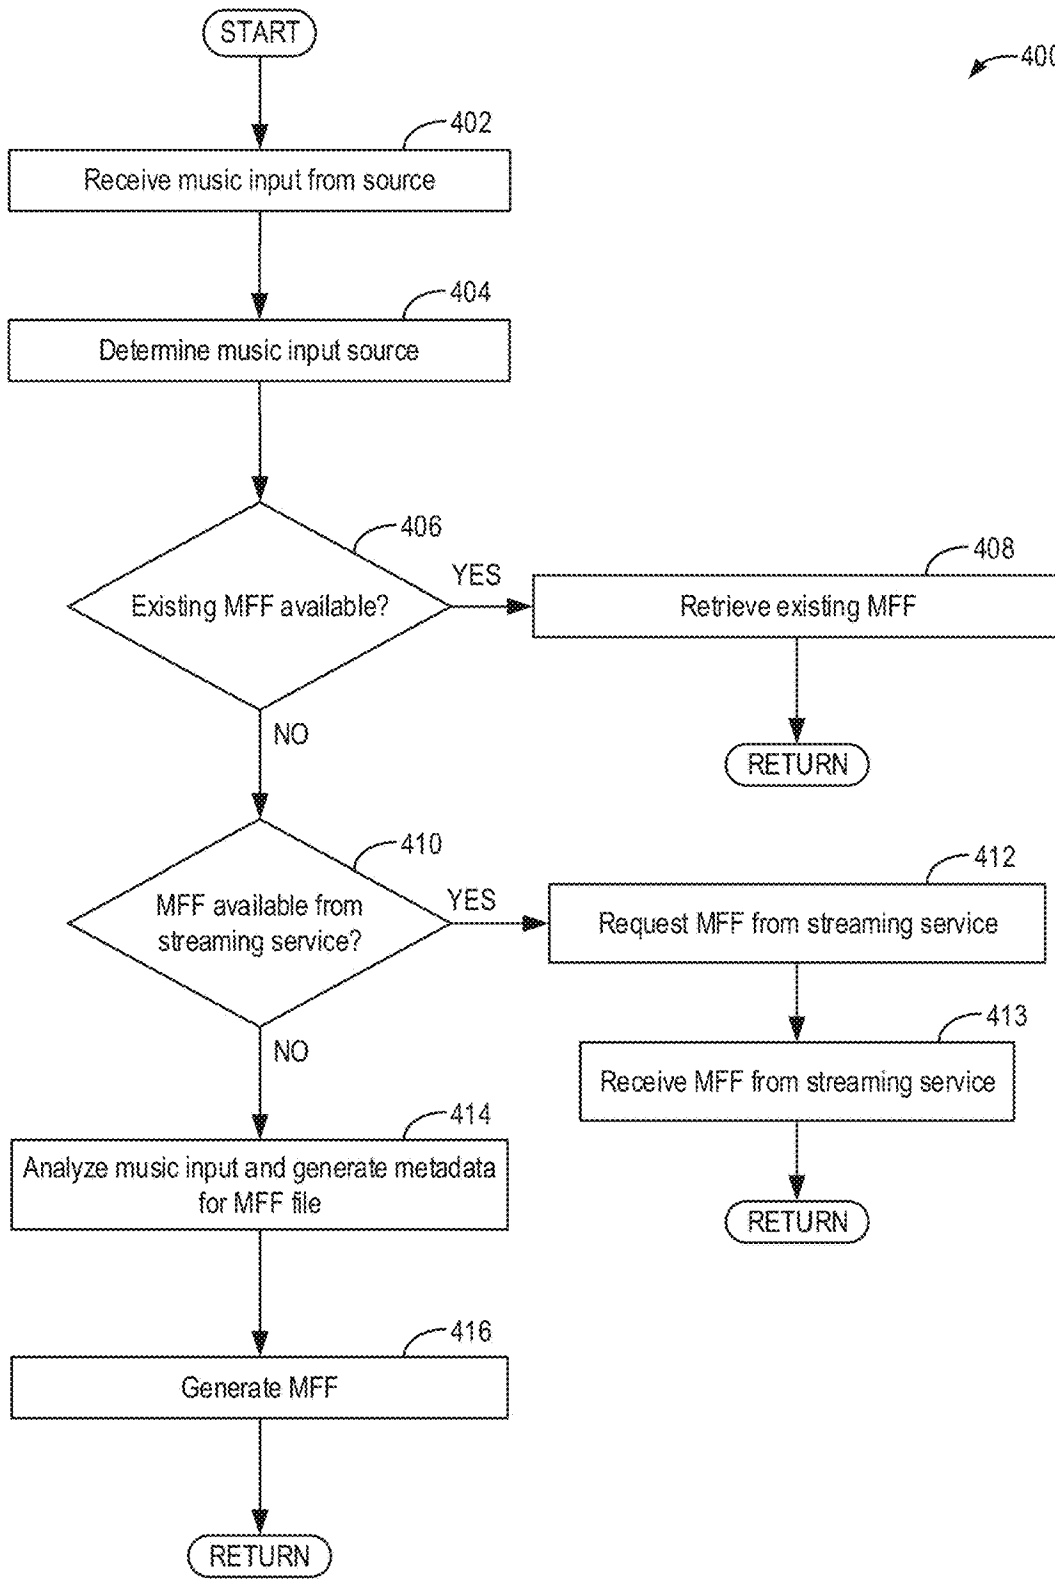 START
400
402
Receive music input from source
404
Determine music input source
406
Existing MFF available?
YES
408
Retrieve existing MFF
RETURN
NO
410
MFF available from
streaming service?
YES
412
Request MFF from streaming service
413
Receive MFF from streaming service
RETURN
NO
414
Analyze music input and generate metadata
for MFF file
416
Generate MFF
RETURN